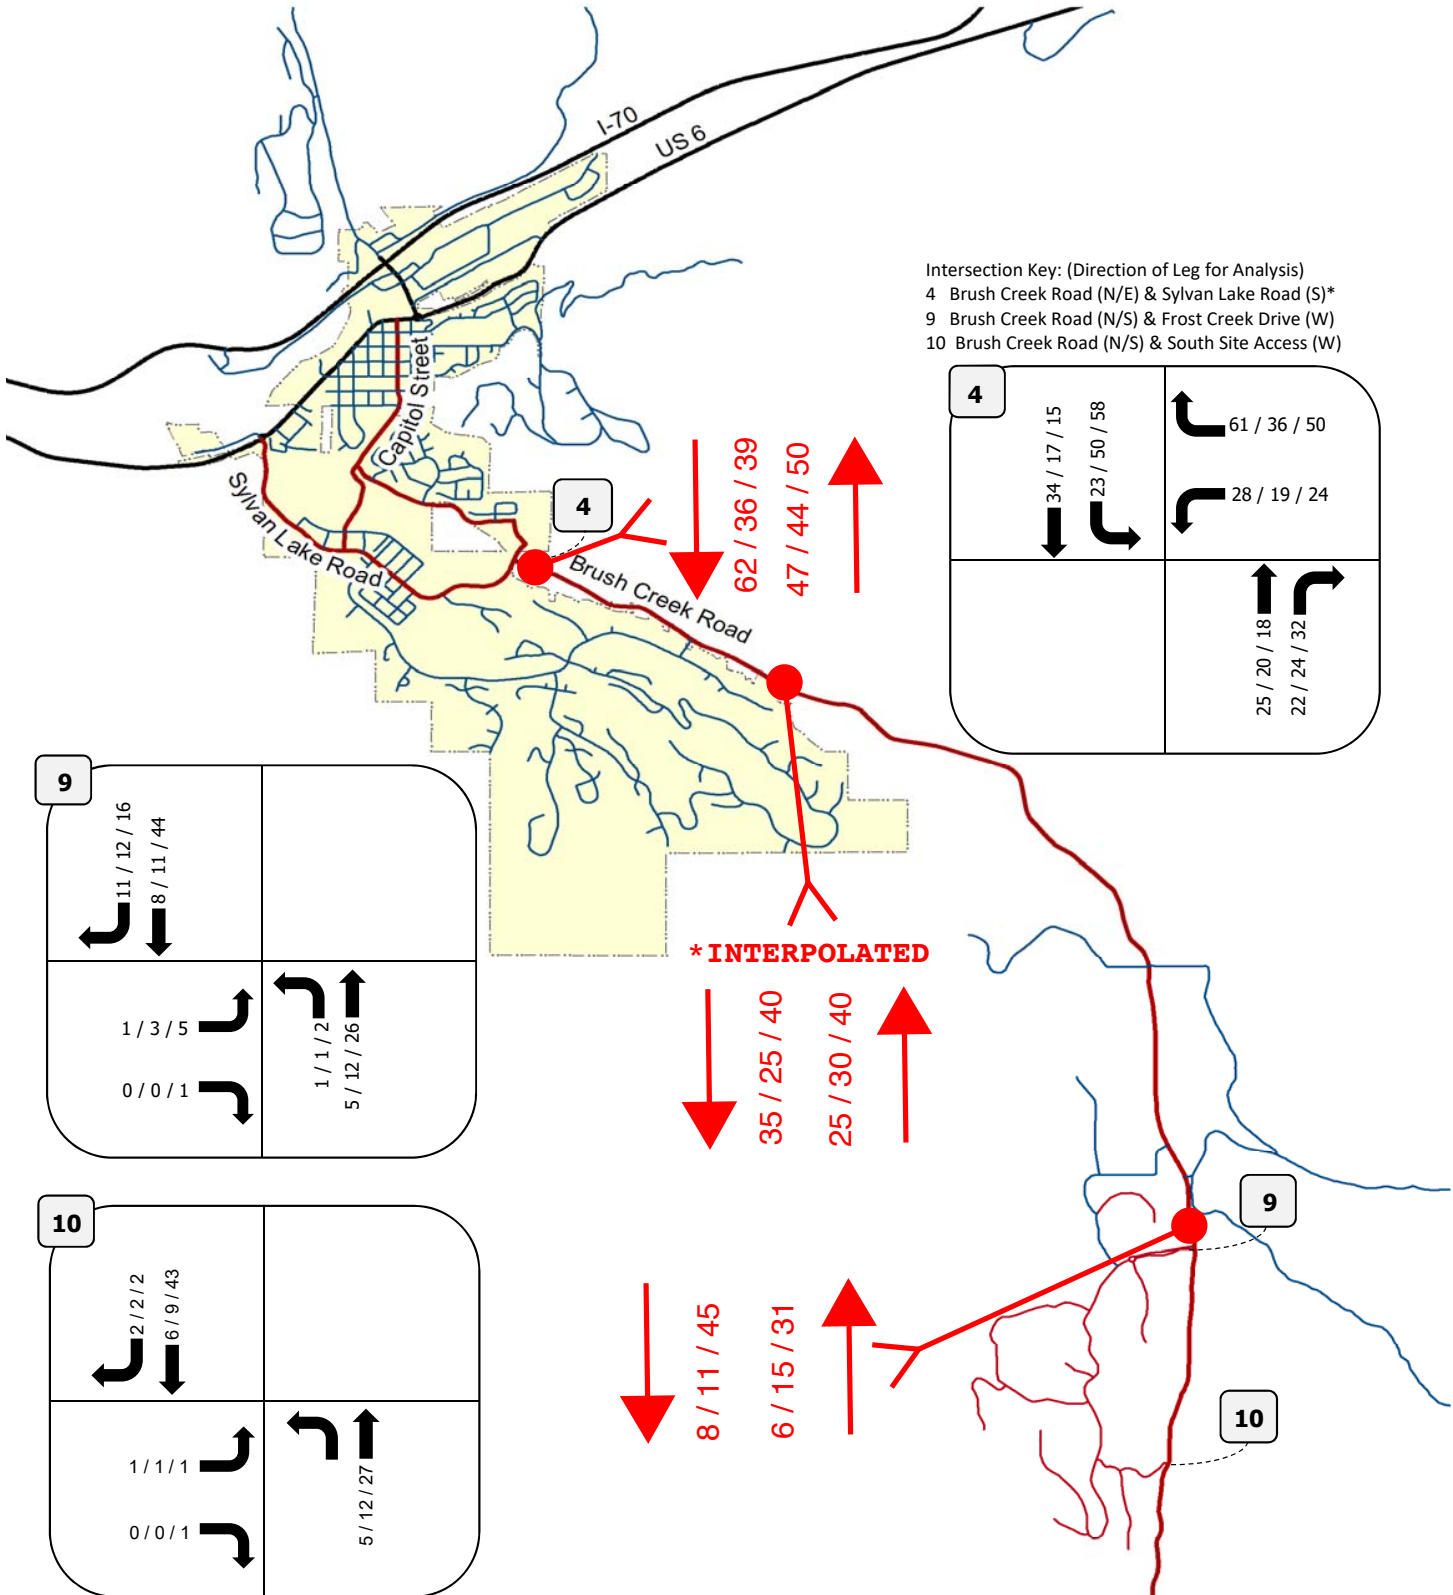 I-70
US 6
Intersection Key: (Direction of Leg for Analysis)
4 Brush Creek Road (N/E) & Sylvan Lake Road (S)*
9 Brush Creek Road (N/S) & Frost Creek Drive (W)
10 Brush Creek Road (N/S) & South Site Access (W)
Capitol Street
Sylvan Lake Road
4
Brush Creek Road
62 / 36 / 39
47 / 44 / 50
4
34 / 17 / 15
23 / 50 / 58
61 / 36 / 50
28 / 19 / 24
25 / 20 / 18
22 / 24 / 32
9
11 / 12 / 16
8 / 11 / 44
1 / 3 / 5
0 / 0 / 1
1 / 1 / 2
5 / 12 / 26
*INTERPOLATED
35 / 25 / 40
25 / 30 / 40
9
10
2 / 2 / 2
6 / 9 / 43
1 / 1 / 1
0 / 0 / 1
5 / 12 / 27
8 / 11 / 45
6 / 15 / 31
10